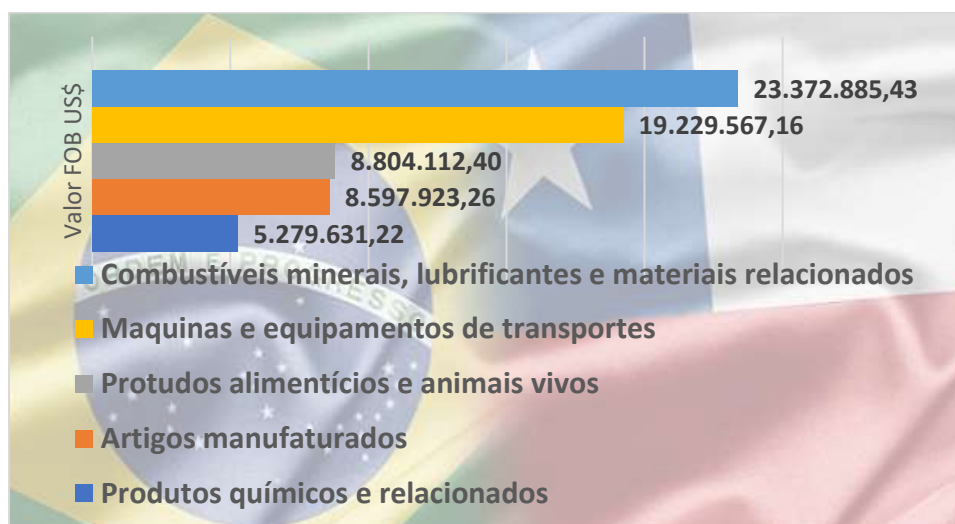 Valor FOB US$
23.372.885,43
19.229.567,16
8.804.112,40
8.597.923,26
5.279.631,22
Combustíveis minerais, lubrificantes e materiais relacionados
Maquinas e equipamentos de transportes
Protudos alimentícios e animais vivos
Artigos manufaturados
Produtos químicos e relacionados